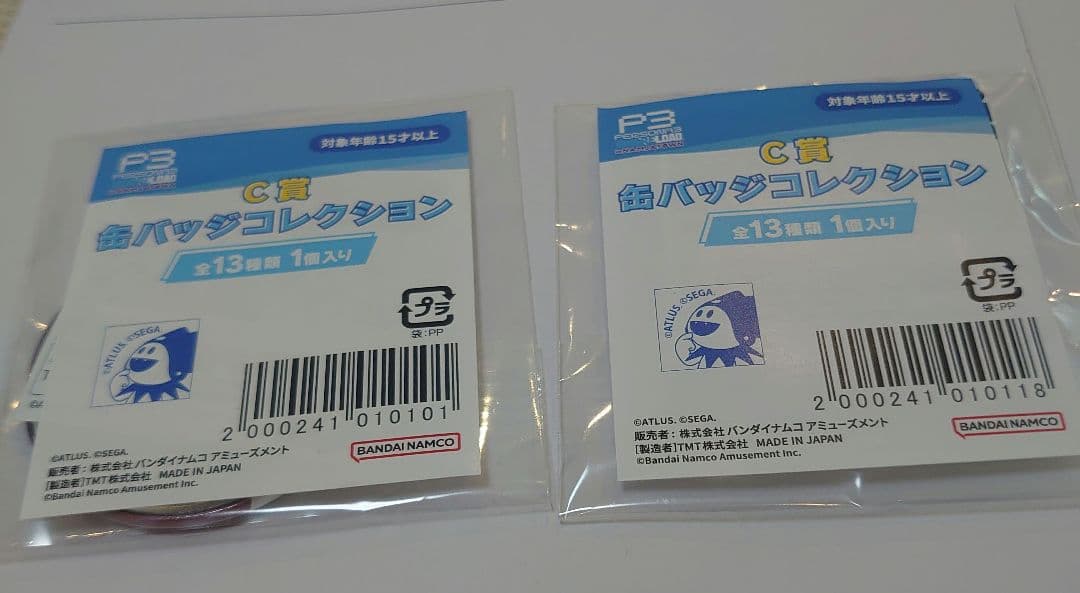 P3
PERSONA3
RELOAD
in NAMJATOWN
対象年齢15才以上
C賞
缶バッジコレクション
全13種類 1個入り
©ATLUS. ©SEGA.
プラ
袋:PP
2 000241 010101
©ATLUS. ©SEGA.
販売者:株式会社 バンダイナムコ アミューズメント
[製造者]TMT株式会社 MADE IN JAPAN
©Bandai Namco Amusement Inc.
BANDAI NAMCO
P3
PERSONA3
RELOAD
in NAMJATOWN
対象年齢15才以上
C賞
缶バッジコレクション
全13種類 1個入り
©ATLUS. ©SEGA.
プラ
袋:PP
2 000241 010118
©ATLUS. ©SEGA.
販売者:株式会社 バンダイナムコ アミューズメント
[製造者]TMT株式会社 MADE IN JAPAN
©Bandai Namco Amusement Inc.
BANDAI NAMCO